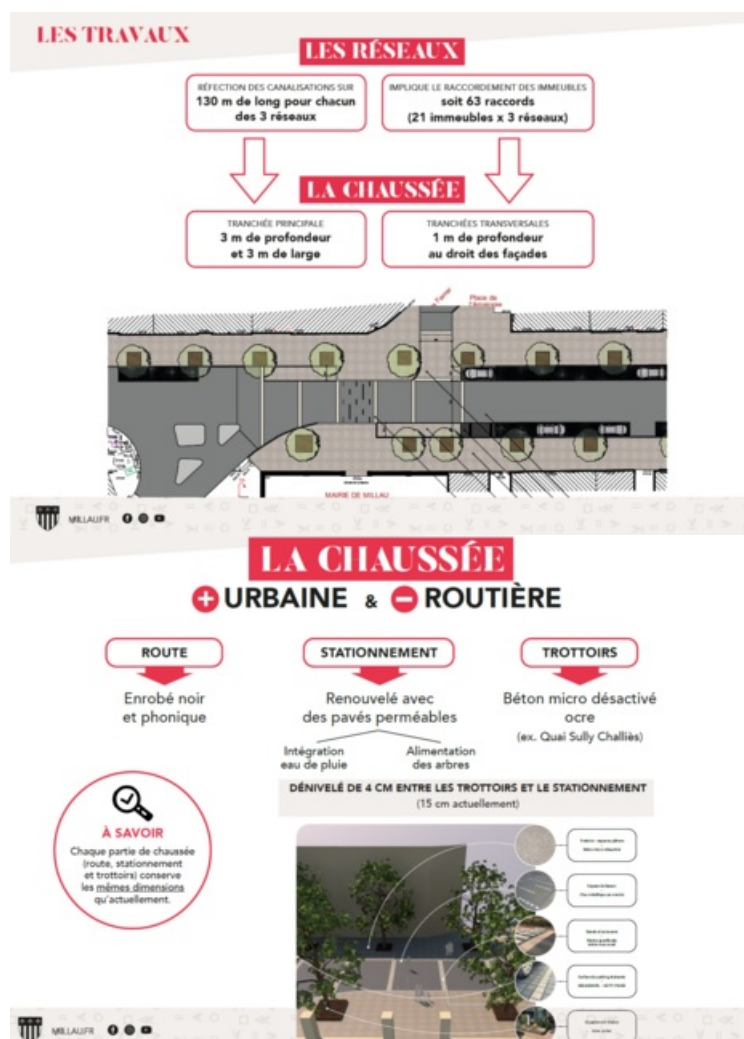 LES TRAVAUX
LES RÉSEAUX
RÉFECTION DES CANALISATIONS SUR
130 m de long pour chacun
des 3 réseaux
IMPLIQUE LE RACCORDEMENT DES IMMEUBLES
soit 63 raccords
(21 immeubles x 3 réseaux)
LA CHAUSSÉE
TRANCHÉE PRINCIPALE
3 m de profondeur
et 3 m de large
TRANCHÉES TRANSVERSALES
1 m de profondeur
au droit des façades
Place de
MAIRIE DE MILLAU
MILLAU.FR
LA CHAUSSÉE
+ URBAINE & - ROUTIÈRE
ROUTE
Enrobé noir
et phonique
STATIONNEMENT
Renouvelé avec
des pavés perméables
Intégration
eau de pluie
Alimentation
des arbres
TROTTOIRS
Béton micro désactivé
ocre
(ex. Quai Sully Challiès)
DÉNIVELÉ DE 4 CM ENTRE LES TROTTOIRS ET LE STATIONNEMENT
(15 cm actuellement)
À SAVOIR
Chaque partie de chaussée
(route, stationnement
et trottoirs) conserve
les mêmes dimensions
qu'actuellement.
MILLAU.FR